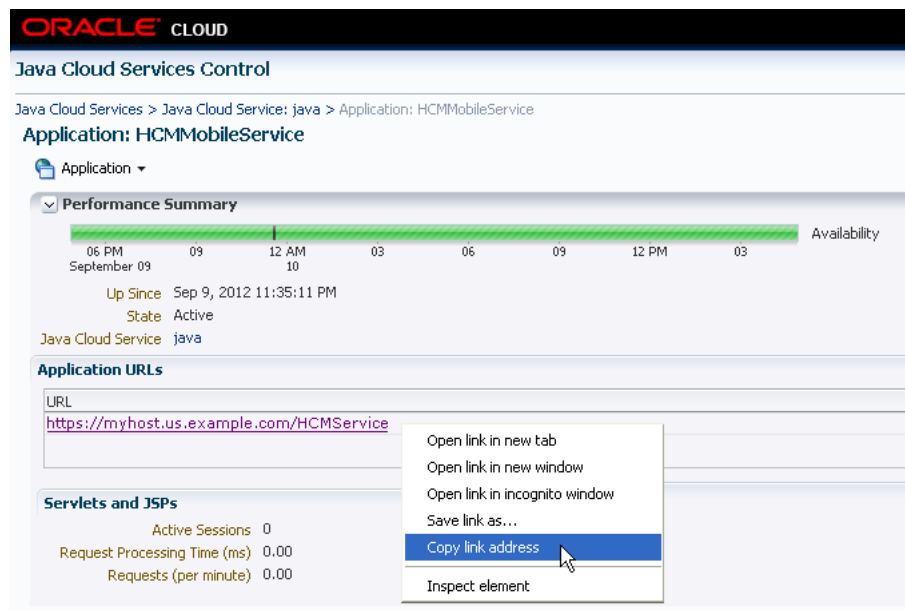 ORACLE CLOUD
Java Cloud Services Control
Java Cloud Services > Java Cloud Service: java > Application: HCMMobileService
Application: HCMMobileService
Application
Performance Summary
Availability
06 PM 09 12 AM 03 06 09 12 PM 03
September 09 10
Up Since Sep 9, 2012 11:35:11 PM
State Active
Java Cloud Service java
Application URLs
URL
https://myhost.us.example.com/HCMService
Open link in new tab
Open link in new window
Open link in incognito window
Save link as...
Copy link address
Inspect element
Servlets and JSPs
Active Sessions 0
Request Processing Time (ms) 0.00
Requests (per minute) 0.00